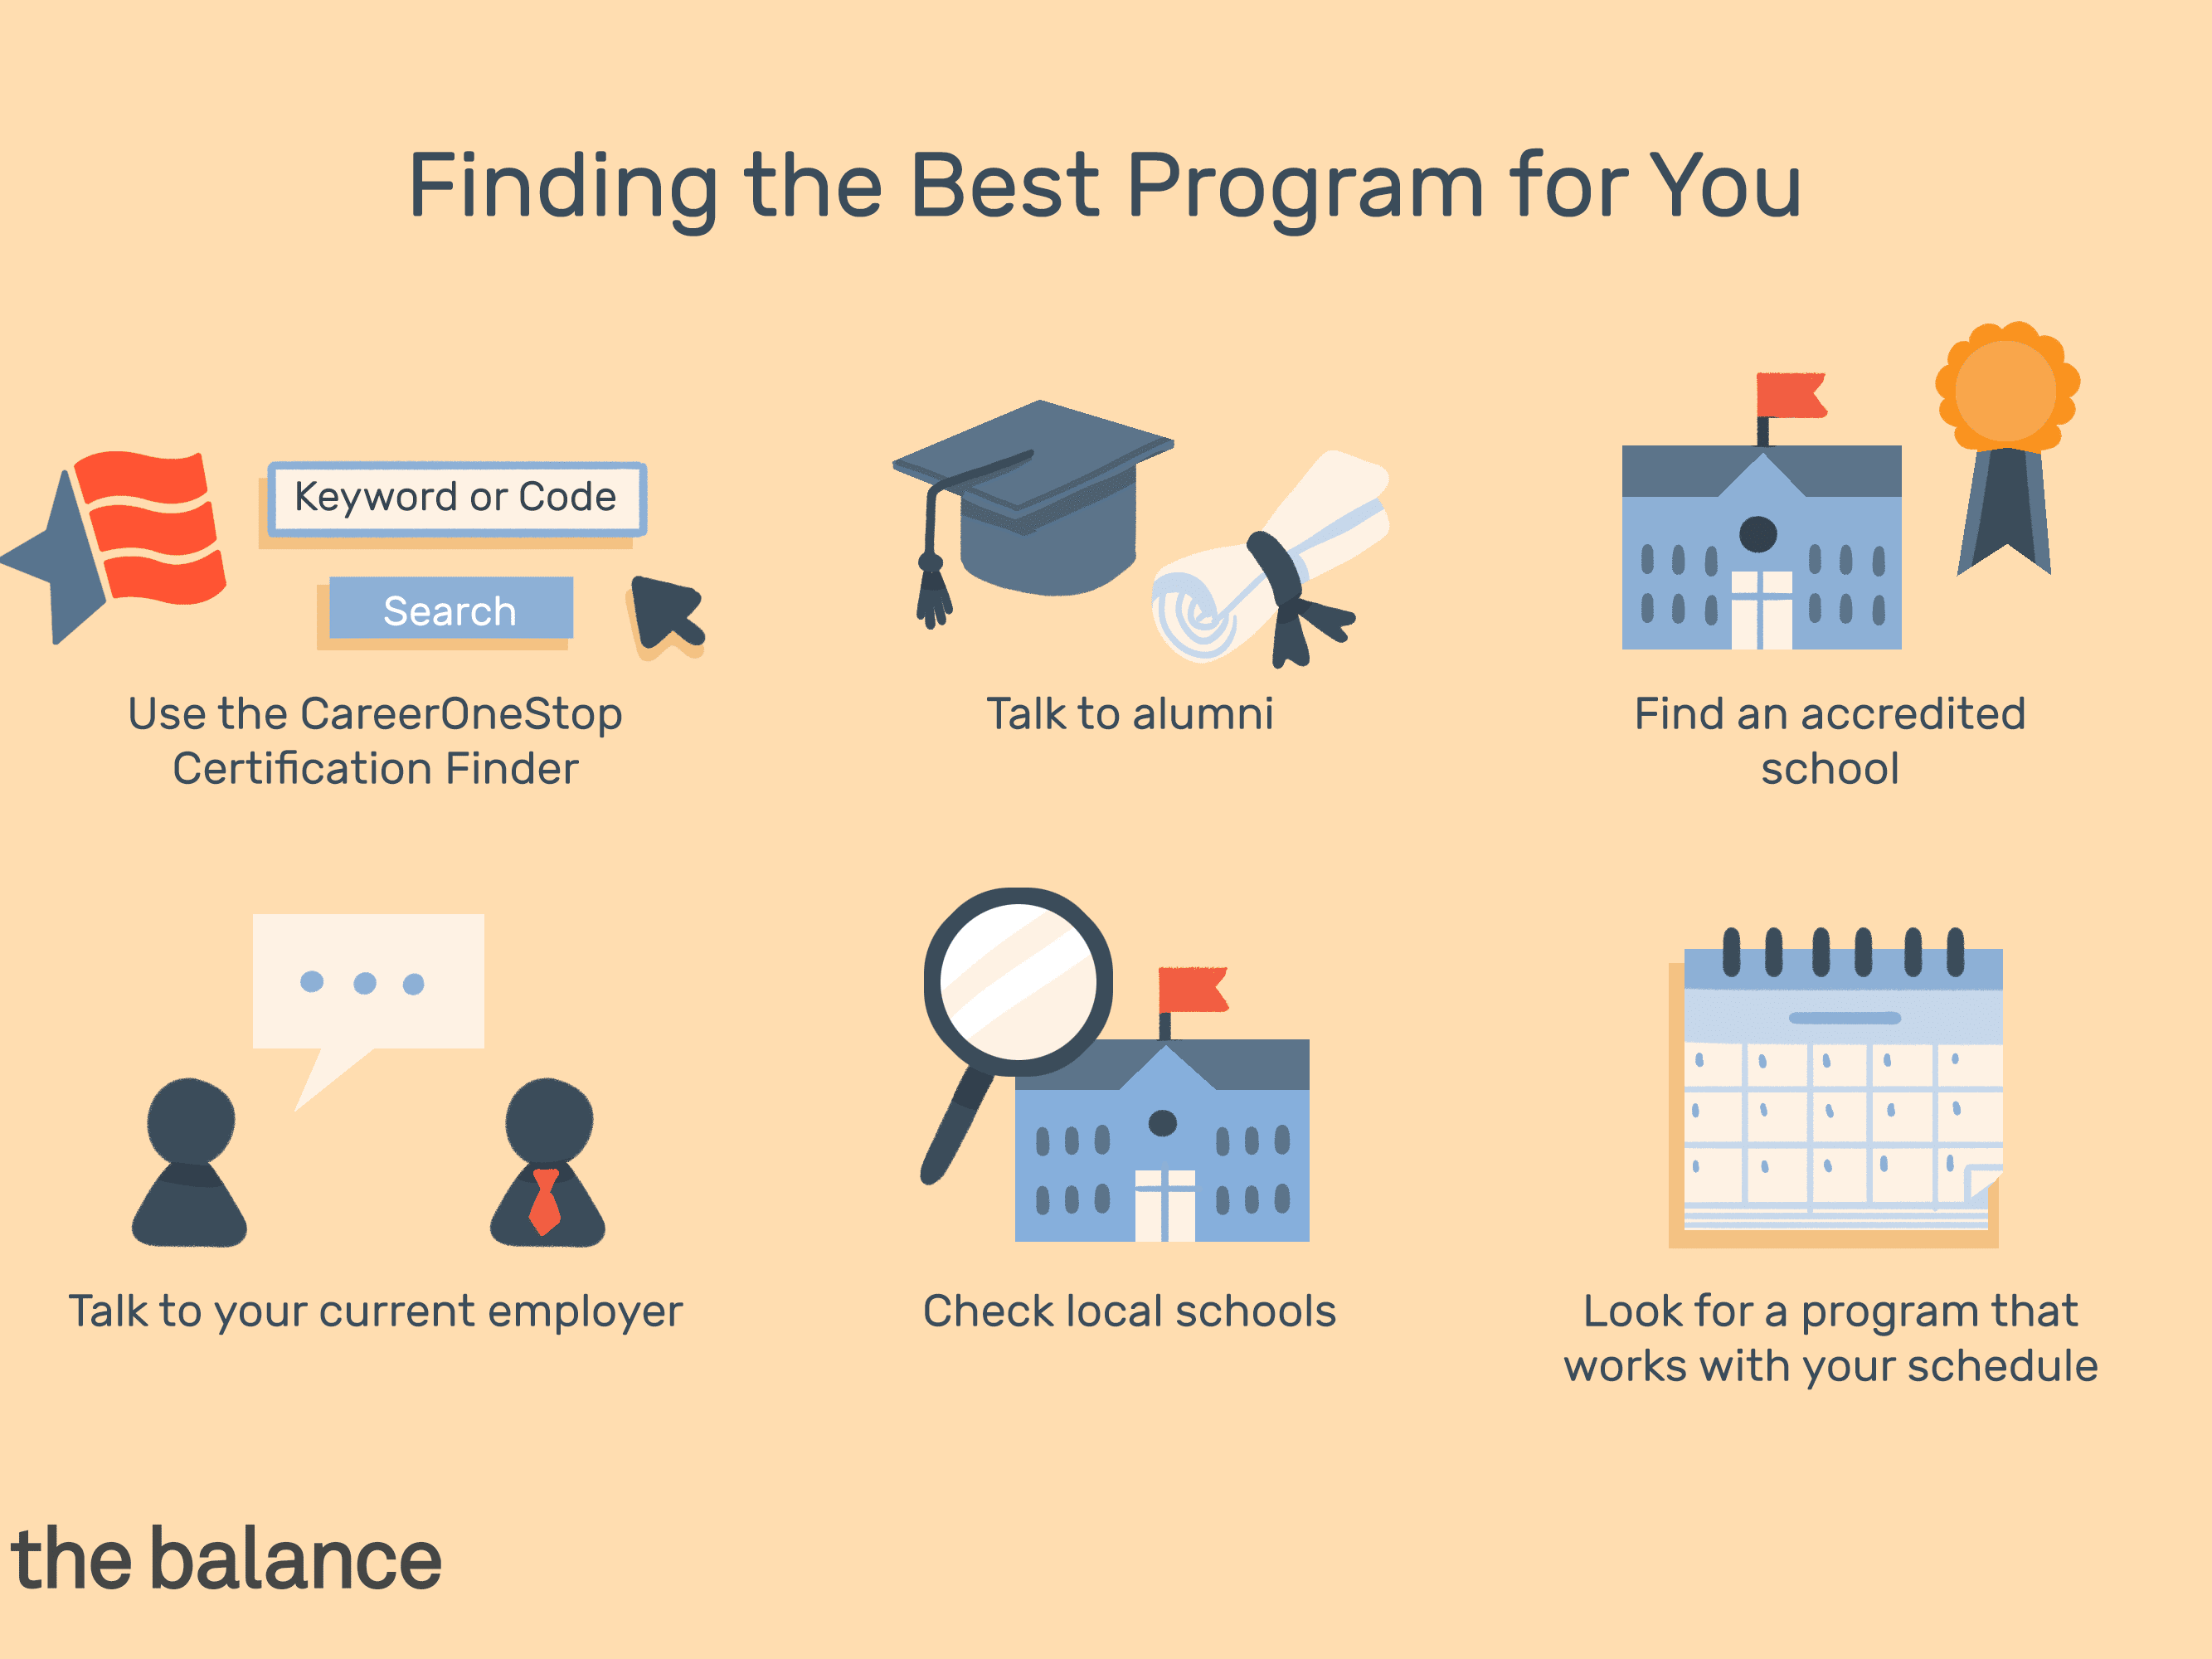 Finding the Best Program for You
Keyword or Code
Search
Use the CareerOneStop
Certification Finder
Talk to alumni
Find an accredited
school
Talk to your current employer
Check local schools
Look for a program that
works with your schedule
the balance